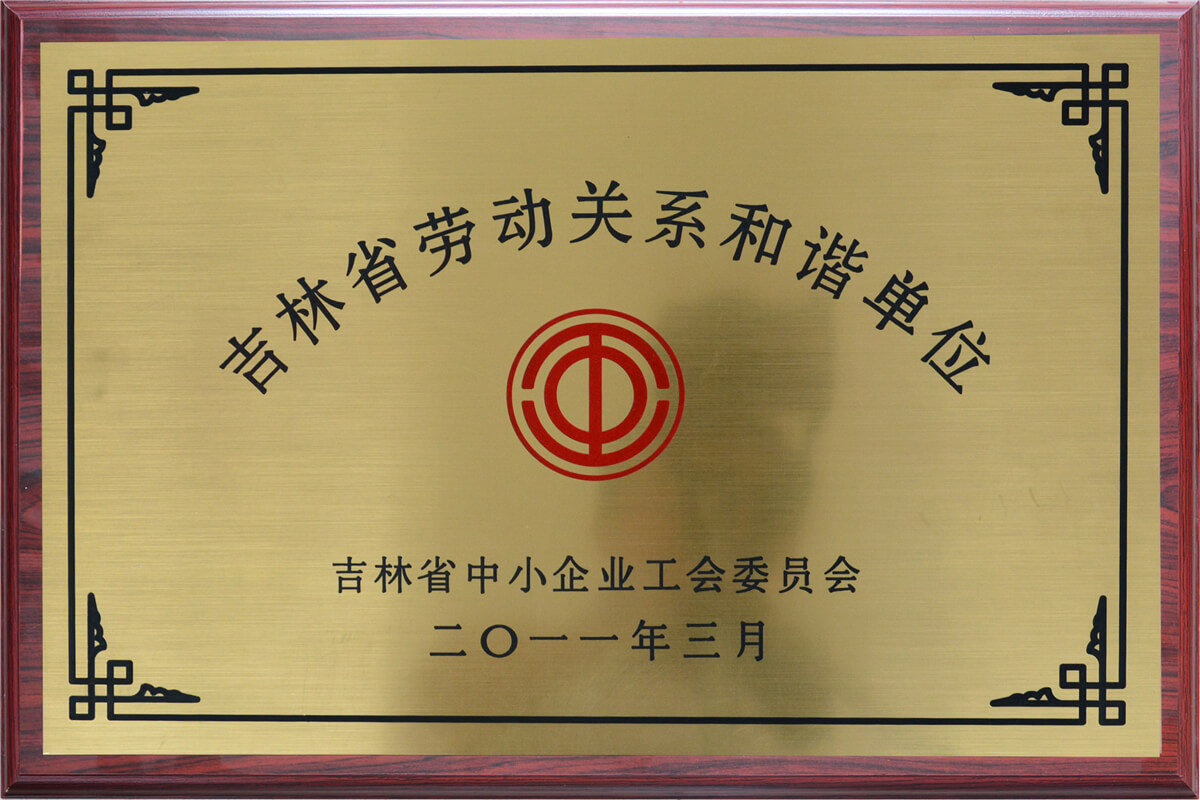 吉林省劳动关系和谐单位
吉林省中小企业工会委员会
二〇一一年三月